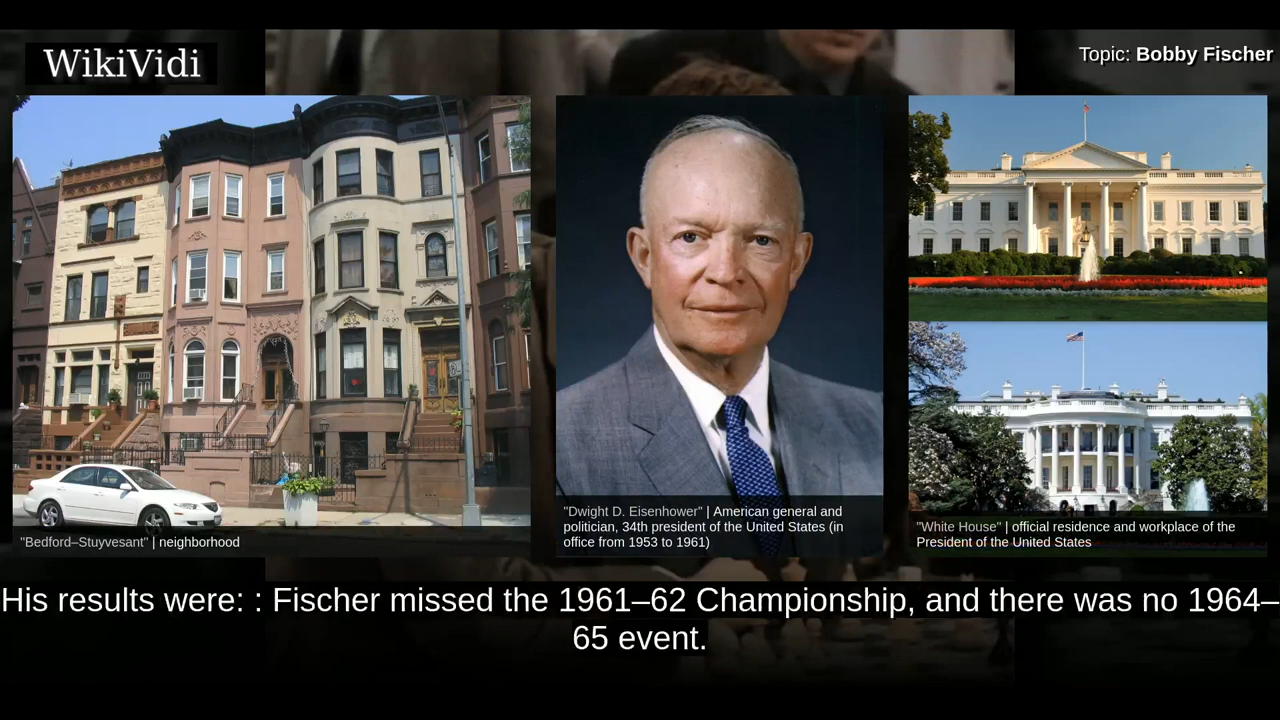 WikiVidi
Topic: Bobby Fischer
"Bedford–Stuyvesant" | neighborhood
"Dwight D. Eisenhower" | American general and
politician, 34th president of the United States (in
office from 1953 to 1961)
"White House" | official residence and workplace of the
President of the United States
His results were: : Fischer missed the 1961–62 Championship, and there was no 1964–
65 event.